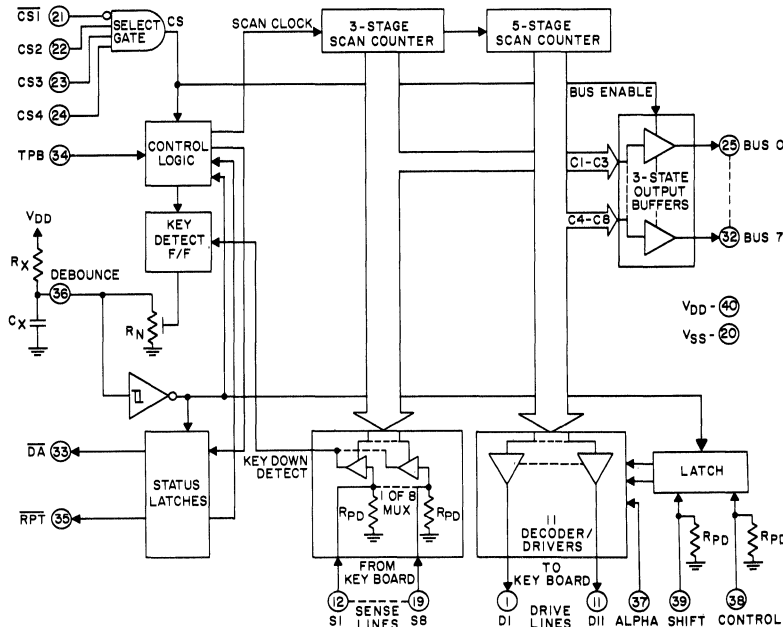 CS1 21
CS2 22
CS3 23
CS4 24
SELECT
GATE
CS
SCAN CLOCK
3-STAGE
SCAN COUNTER
5-STAGE
SCAN COUNTER
BUS ENABLE
TPB 34
CONTROL
LOGIC
C1-C3
C4-C8
3-STATE
OUTPUT
BUFFERS
25 BUS 0
32 BUS 7
KEY
DETECT
F/F
VDD
RX
DEBOUNCE
36
CX
RN
VDD - 40
VSS - 20
DA 33
RPT 35
STATUS
LATCHES
KEY DOWN
DETECT
1 OF 8
MUX
RPD
RPD
FROM
KEY BOARD
12
S1
SENSE
LINES
19
S8
11
DECODER/
DRIVERS
TO
KEY BOARD
1
D1
DRIVE
LINES
11
D11
LATCH
RPD
RPD
37
ALPHA
39
SHIFT
38
CONTROL